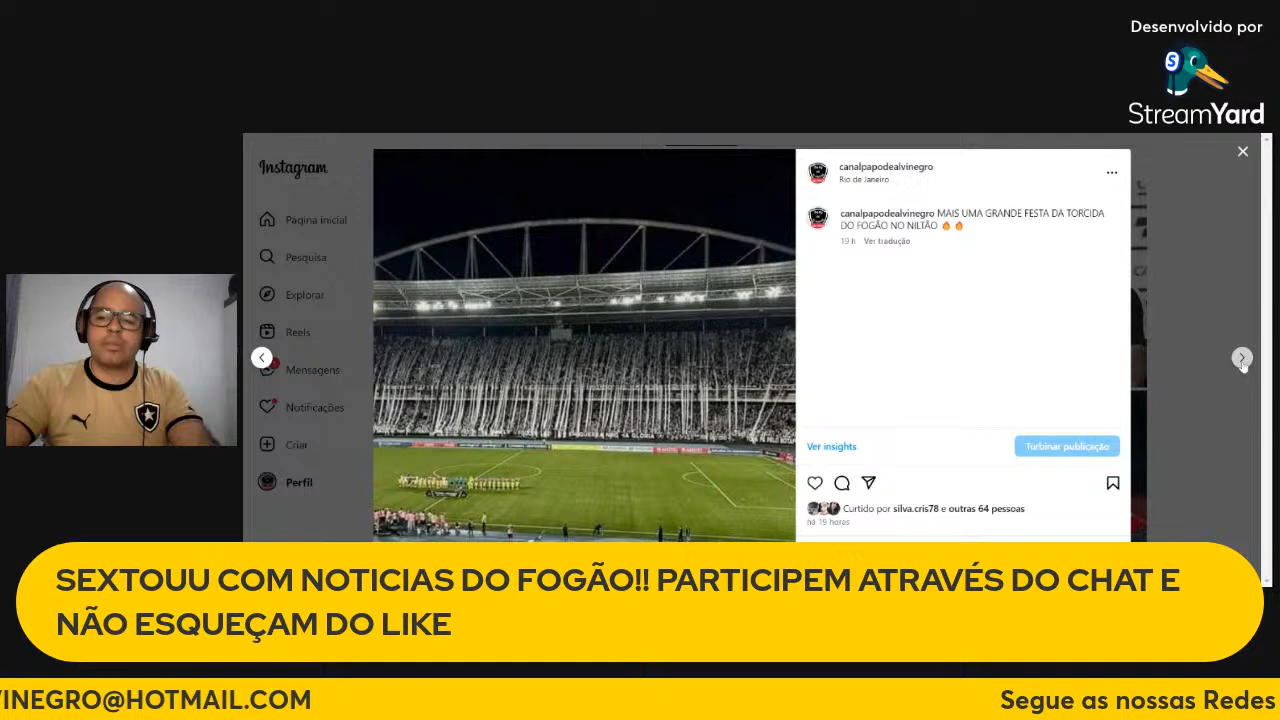 Desenvolvido por
StreamYard
Instagram
Página inicial
Pesquisa
Explorar
Reels
Mensagens
Notificações
Criar
Perfil
canalpapodealvinegro
Rio de Janeiro
canalpapodealvinegro MAIS UMA GRANDE FESTA DA TORCIDA
DO FOGÃO NO NILTÃO 🔥 🔥
19 h Ver tradução
Ver insights
Turbinar publicação
Curtido por silva.cris78 e outras 64 pessoas
há 19 horas
SEXTOUU COM NOTICIAS DO FOGÃO!! PARTICIPEM ATRAVÉS DO CHAT E
NÃO ESQUEÇAM DO LIKE
VINEGRO@HOTMAIL.COM
Segue as nossas Redes